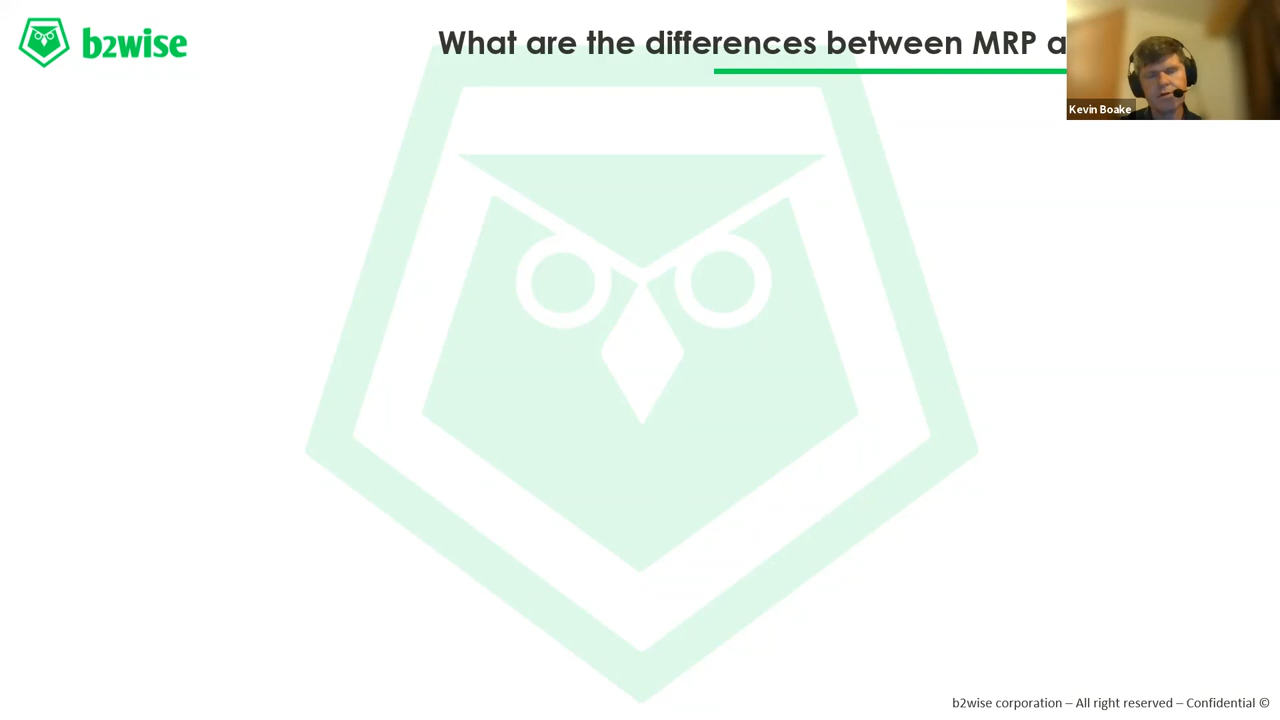 b2wise
What are the differences between MRP a
Kevin Boake
b2wise corporation – All right reserved – Confidential ©